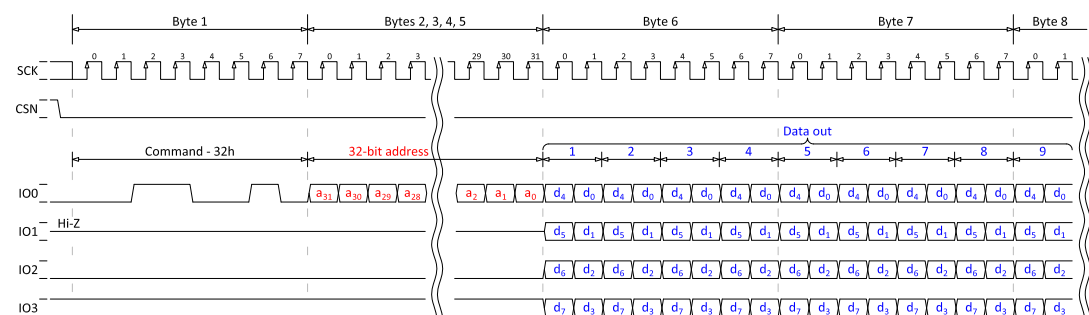 Byte 1 Bytes 2, 3, 4, 5 Byte 6 Byte 7 Byte 8
SCK 0 1 2 3 4 5 6 7 0 1 2 3 29 30 31 0 1 2 3 4 5 6 7 0 1 2 3 4 5 6 7 0 1
CSN
Data out
Command - 32h 32-bit address 1 2 3 4 5 6 7 8 9
IO0 a31 a30 a29 a28 a2 a1 a0 d4 d0 d4 d0 d4 d0 d4 d0 d4 d0 d4 d0 d4 d0 d4 d0 d4 d0
IO1 Hi-Z d5 d1 d5 d1 d5 d1 d5 d1 d5 d1 d5 d1 d5 d1 d5 d1 d5 d1
IO2 d6 d2 d6 d2 d6 d2 d6 d2 d6 d2 d6 d2 d6 d2 d6 d2 d6 d2
IO3 d7 d3 d7 d3 d7 d3 d7 d3 d7 d3 d7 d3 d7 d3 d7 d3 d7 d3